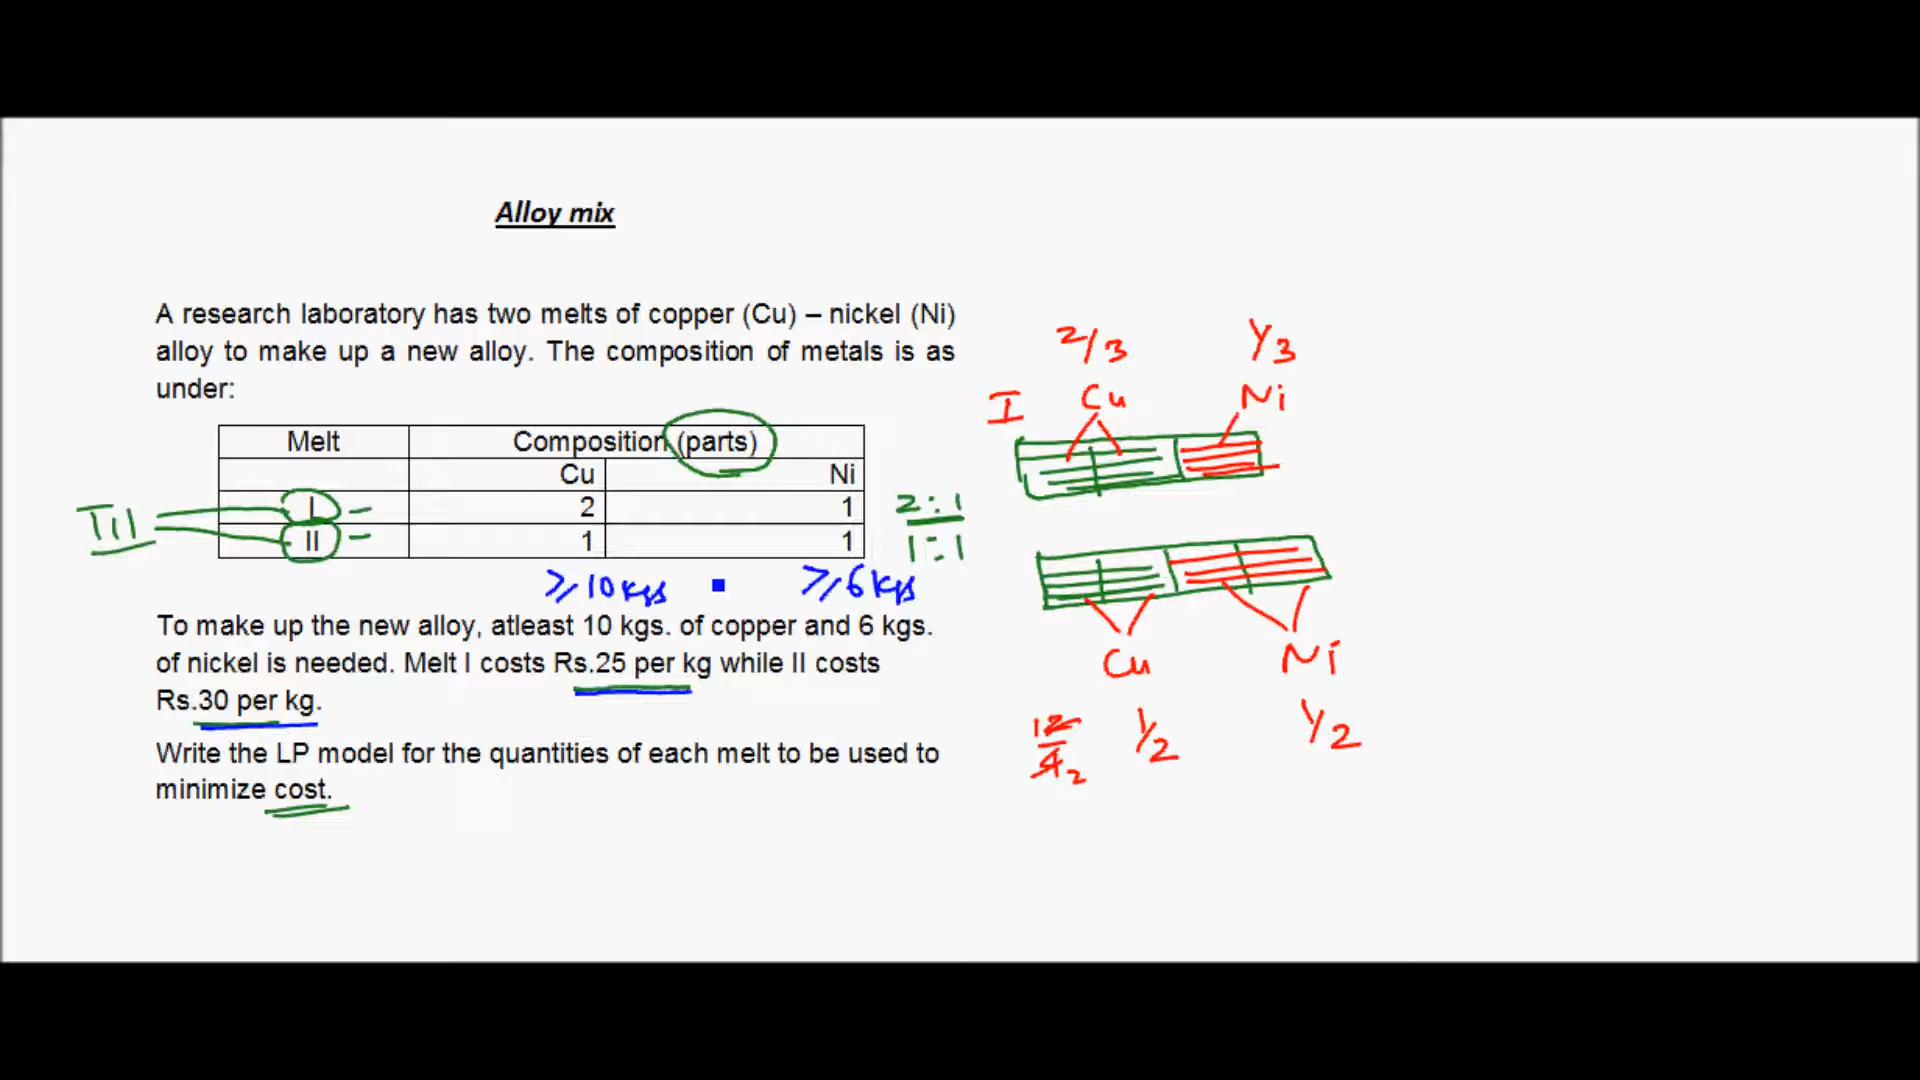 Alloy mix
A research laboratory has two melts of copper (Cu) – nickel (Ni)
alloy to make up a new alloy. The composition of metals is as
under:
Melt Composition (parts)
Cu Ni
I 2 1
II 1 1
2 : 1
1 : 1
≥ 10 kgs ≥ 6 kgs
To make up the new alloy, atleast 10 kgs. of copper and 6 kgs.
of nickel is needed. Melt I costs Rs.25 per kg while II costs
Rs.30 per kg.
Write the LP model for the quantities of each melt to be used to
minimize cost.
2/3 1/3
I Cu Ni
Cu Ni
1/2 1/2